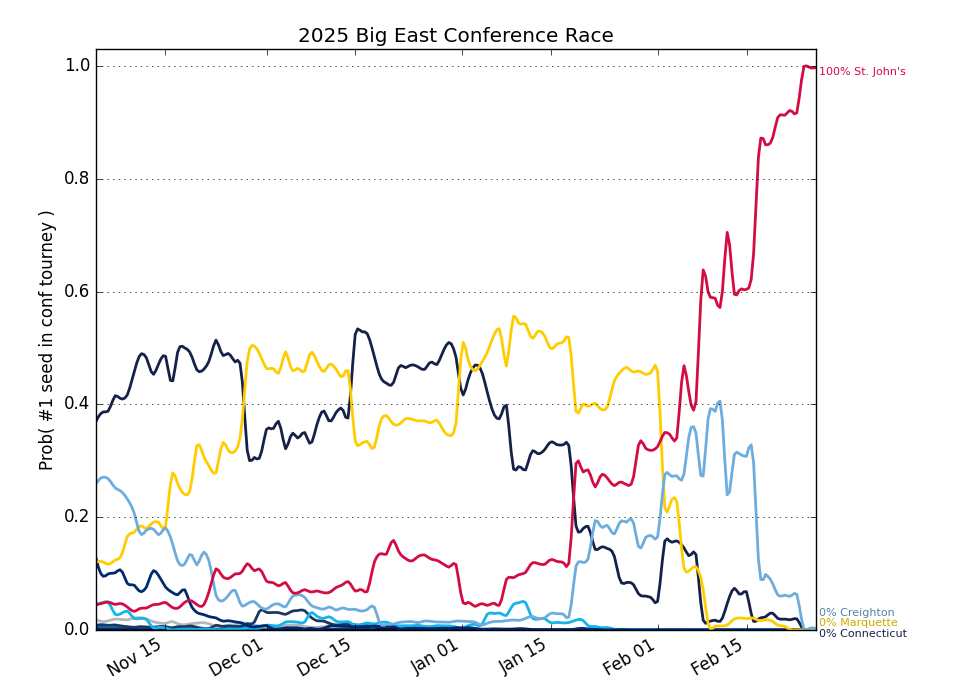 2025 Big East Conference Race
Prob( #1 seed in conf tourney )
1.0
0.8
0.6
0.4
0.2
0.0
Nov 15
Dec 01
Dec 15
Jan 01
Jan 15
Feb 01
Feb 15
100% St. John's
0% Creighton
0% Marquette
0% Connecticut